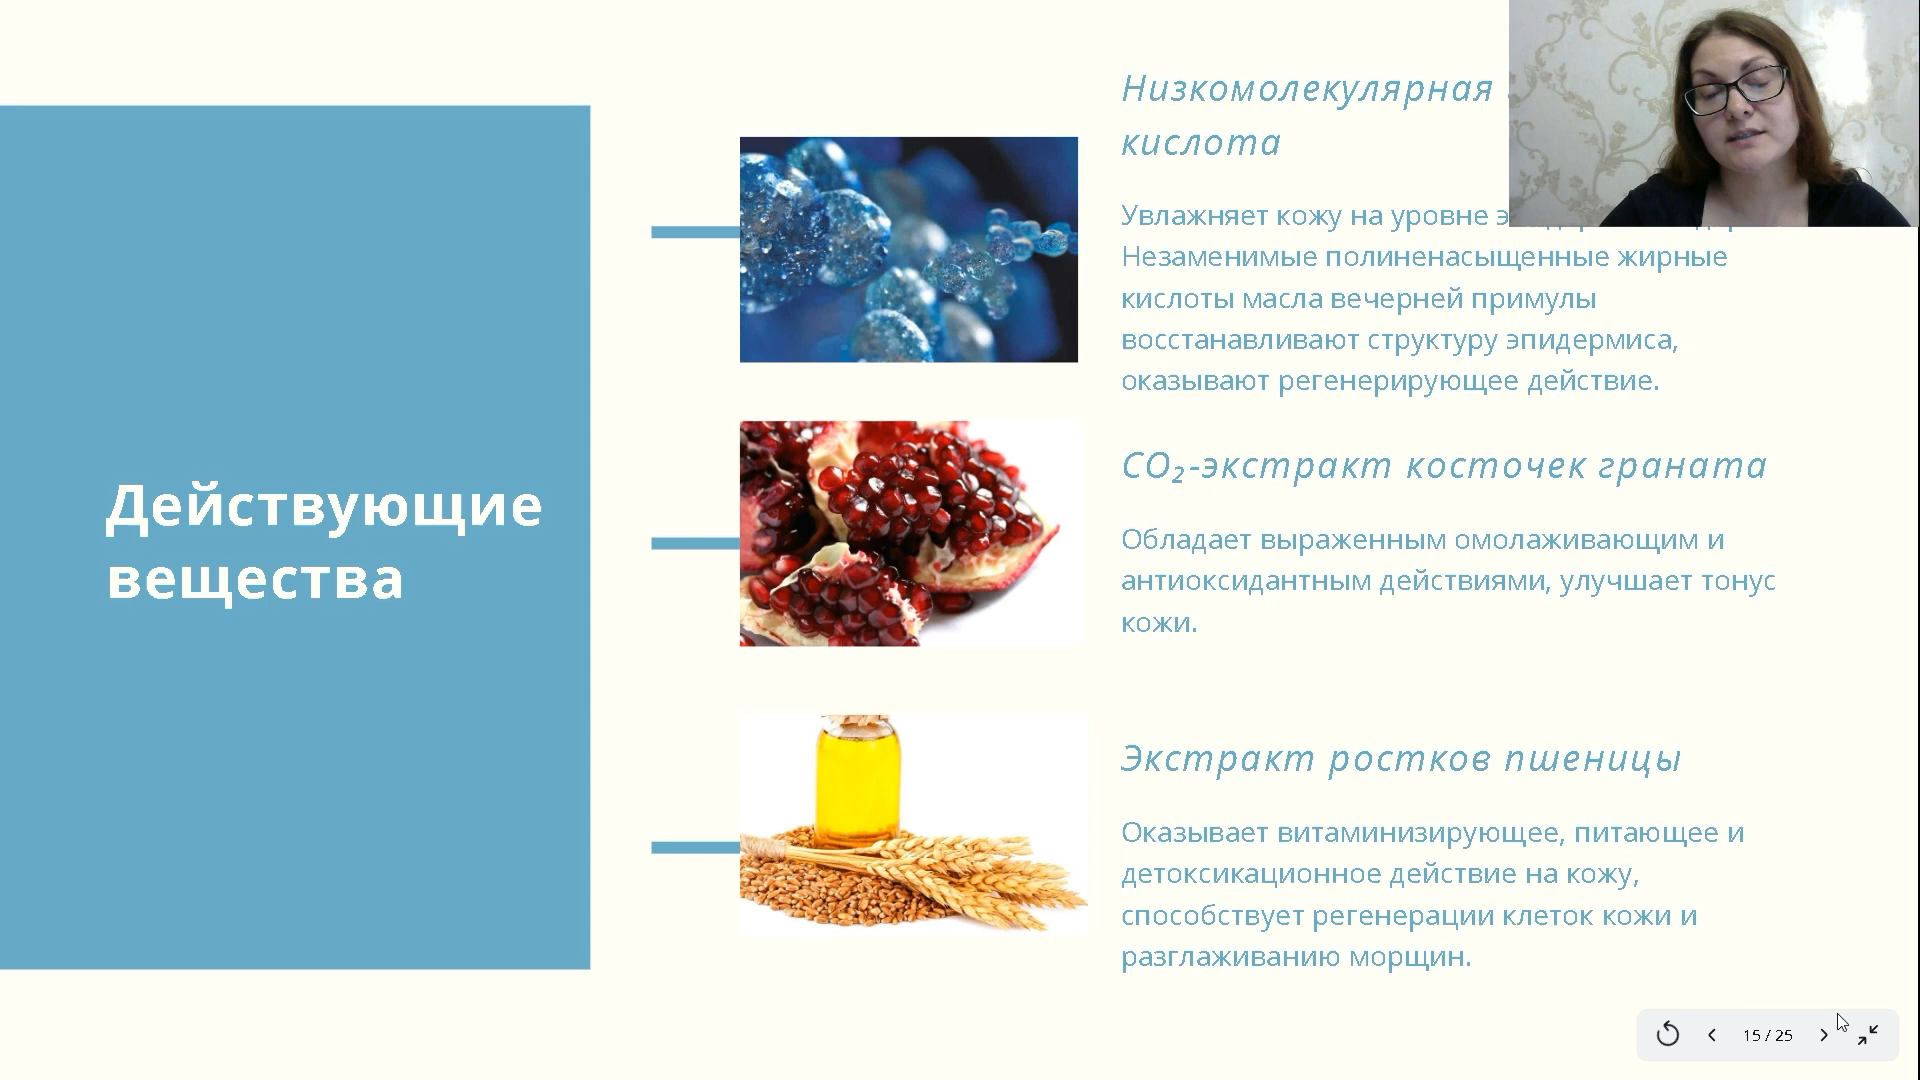 Действующие
вещества
Низкомолекулярная
кислота
Увлажняет кожу на уровне
Незаменимые полиненасыщенные жирные
кислоты масла вечерней примулы
восстанавливают структуру эпидермиса,
оказывают регенерирующее действие.
CO₂-экстракт косточек граната
Обладает выраженным омолаживающим и
антиоксидантным действиями, улучшает тонус
кожи.
Экстракт ростков пшеницы
Оказывает витаминизирующее, питающее и
детоксикационное действие на кожу,
способствует регенерации клеток кожи и
разглаживанию морщин.
15 / 25